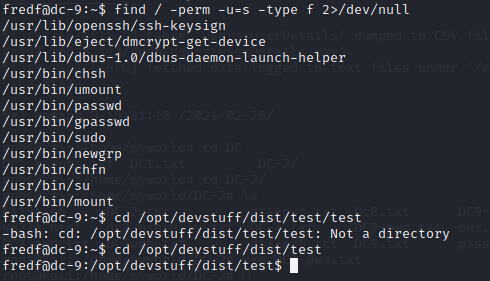 fredf@dc-9:~$ find / -perm -u=s -type f 2>/dev/null
/usr/lib/openssh/ssh-keysign
/usr/lib/eject/dmcrypt-get-device
/usr/lib/dbus-1.0/dbus-daemon-launch-helper
/usr/bin/chsh
/usr/bin/umount
/usr/bin/passwd
/usr/bin/gpasswd
/usr/bin/sudo
/usr/bin/newgrp
/usr/bin/chfn
/usr/bin/su
/usr/bin/mount
fredf@dc-9:~$ cd /opt/devstuff/dist/test/test
-bash: cd: /opt/devstuff/dist/test/test: Not a directory
fredf@dc-9:~$ cd /opt/devstuff/dist/test
fredf@dc-9:/opt/devstuff/dist/test$